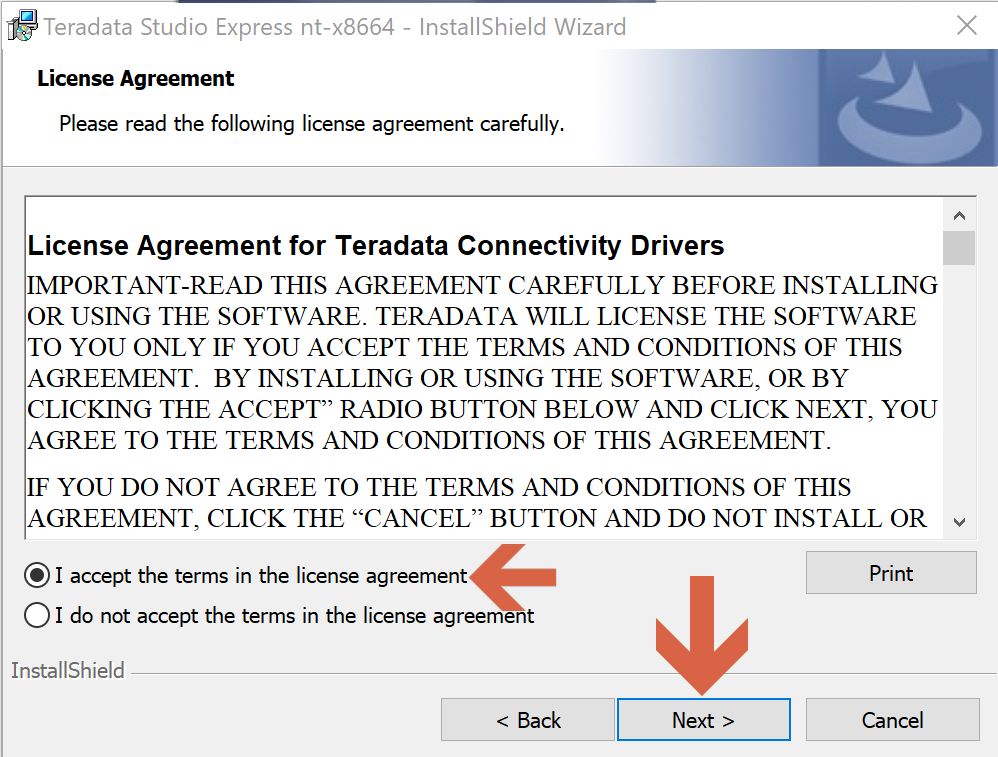 Teradata Studio Express nt-x8664 - InstallShield Wizard
License Agreement
Please read the following license agreement carefully.
License Agreement for Teradata Connectivity Drivers
IMPORTANT-READ THIS AGREEMENT CAREFULLY BEFORE INSTALLING
OR USING THE SOFTWARE. TERADATA WILL LICENSE THE SOFTWARE
TO YOU ONLY IF YOU ACCEPT THE TERMS AND CONDITIONS OF THIS
AGREEMENT.  BY INSTALLING OR USING THE SOFTWARE, OR BY
CLICKING THE ACCEPT” RADIO BUTTON BELOW AND CLICK NEXT, YOU
AGREE TO THE TERMS AND CONDITIONS OF THIS AGREEMENT.
IF YOU DO NOT AGREE TO THE TERMS AND CONDITIONS OF THIS
AGREEMENT, CLICK THE “CANCEL” BUTTON AND DO NOT INSTALL OR
I accept the terms in the license agreement
Print
I do not accept the terms in the license agreement
InstallShield
< Back
Next >
Cancel